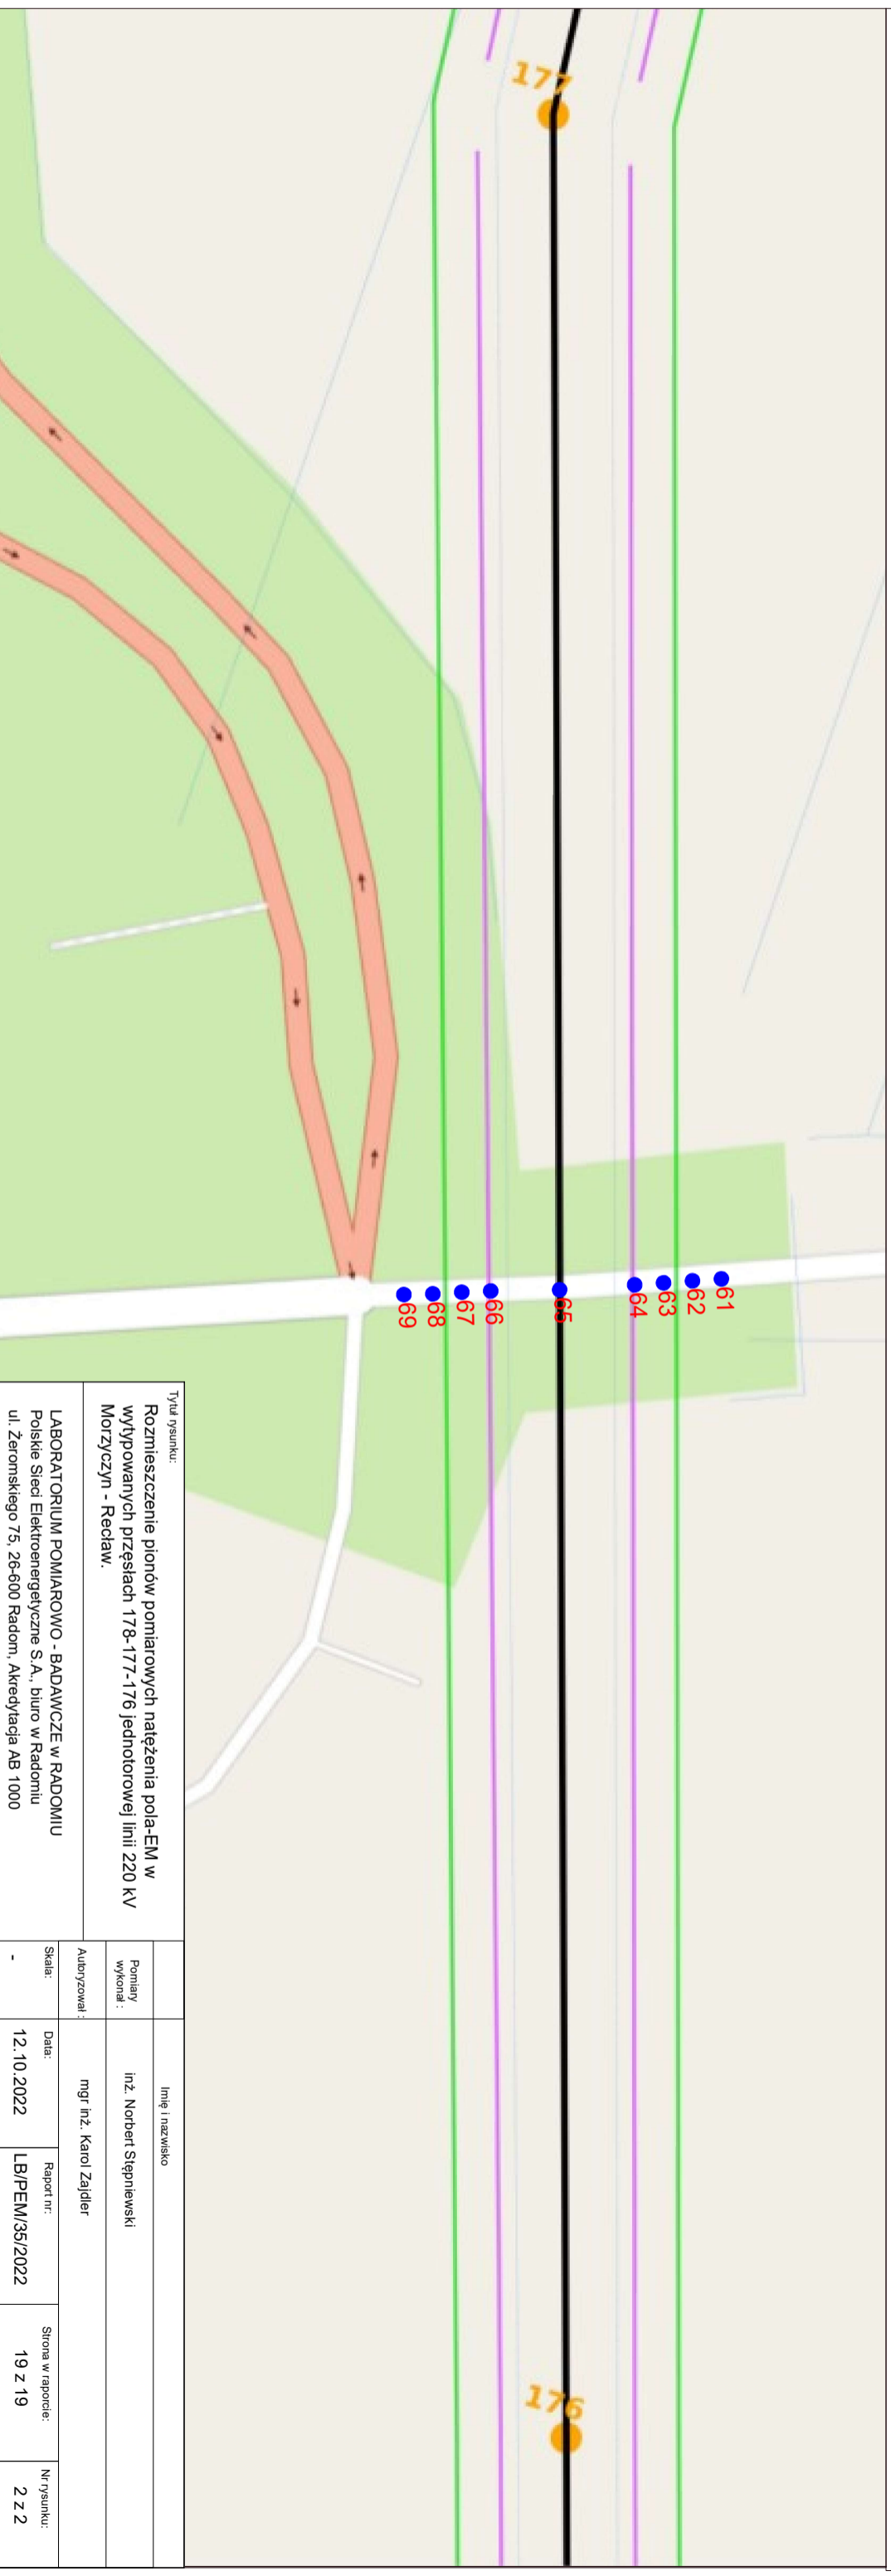 177
61
62
63
64
65
66
67
68
69
176
Tytuł rysunku:
Rozmieszczenie pionów pomiarowych natężenia pola-EM w
wytypowanych przęsłach 178-177-176 jednotorowej linii 220 kV
Morzyczyn - Recław.
LABORATORIUM POMIAROWO - BADAWCZE w RADOMIU
Polskie Sieci Elektroenergetyczne S.A., biuro w Radomiu
ul. Żeromskiego 75, 26-600 Radom, Akredytacja AB 1000
Imię i nazwisko
Pomiary
wykonał :
inż. Norbert Stępniewski
Autoryzował :
mgr inż. Karol Zajdler
Skala:
-
Data:
12.10.2022
Raport nr:
LB/PEM/35/2022
Strona w raporcie:
19 z 19
Nr rysunku:
2 z 2